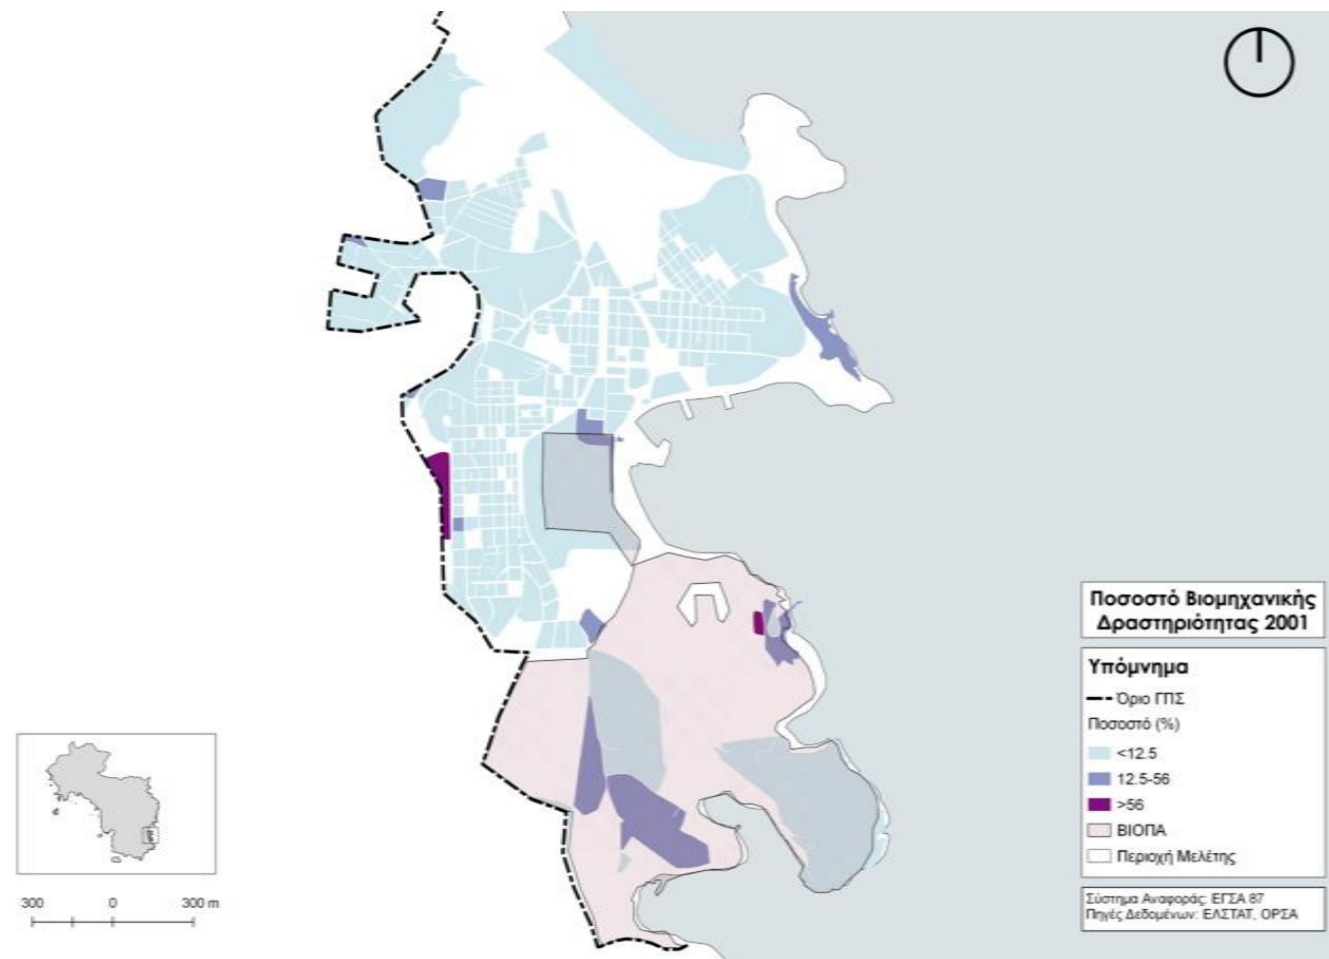 Ποσοστό Βιομηχανικής
Δραστηριότητας 2001
Υπόμνημα
Όριο ΓΠΣ
Ποσοστό (%)
<12.5
12.5-56
>56
ΒΙΟΠΑ
Περιοχή Μελέτης
Σύστημα Αναφοράς: ΕΓΣΑ 87
Πηγές Δεδομένων: ΕΛΣΤΑΤ, ΟΡΣΑ
300 0 300 m